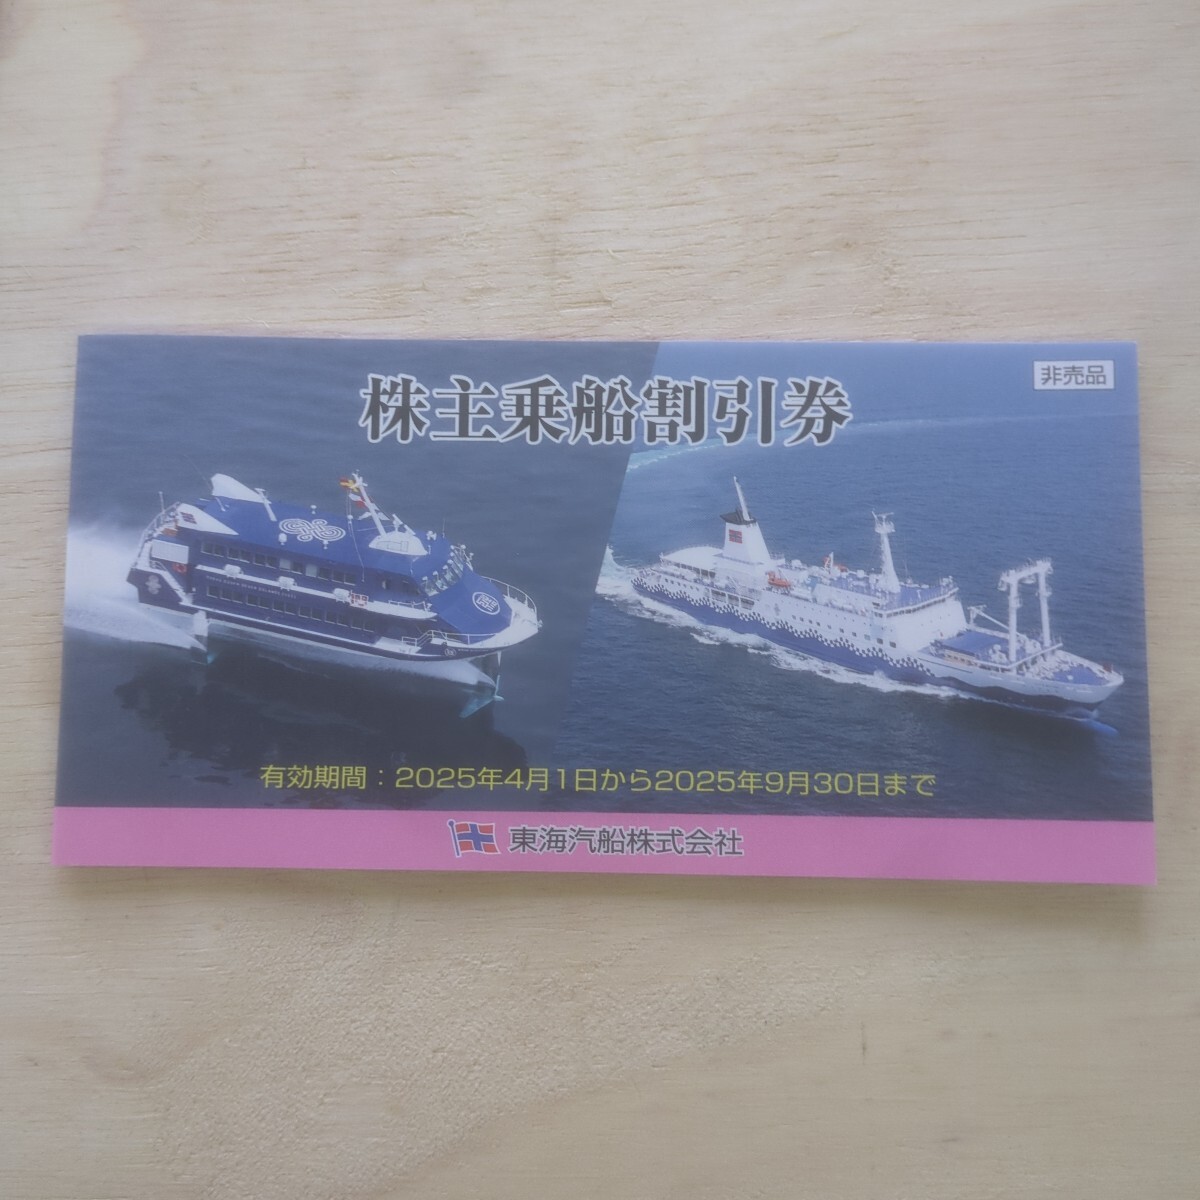 株主乗船割引券
非売品
有効期間：2025年4月1日から2025年9月30日まで
東海汽船株式会社